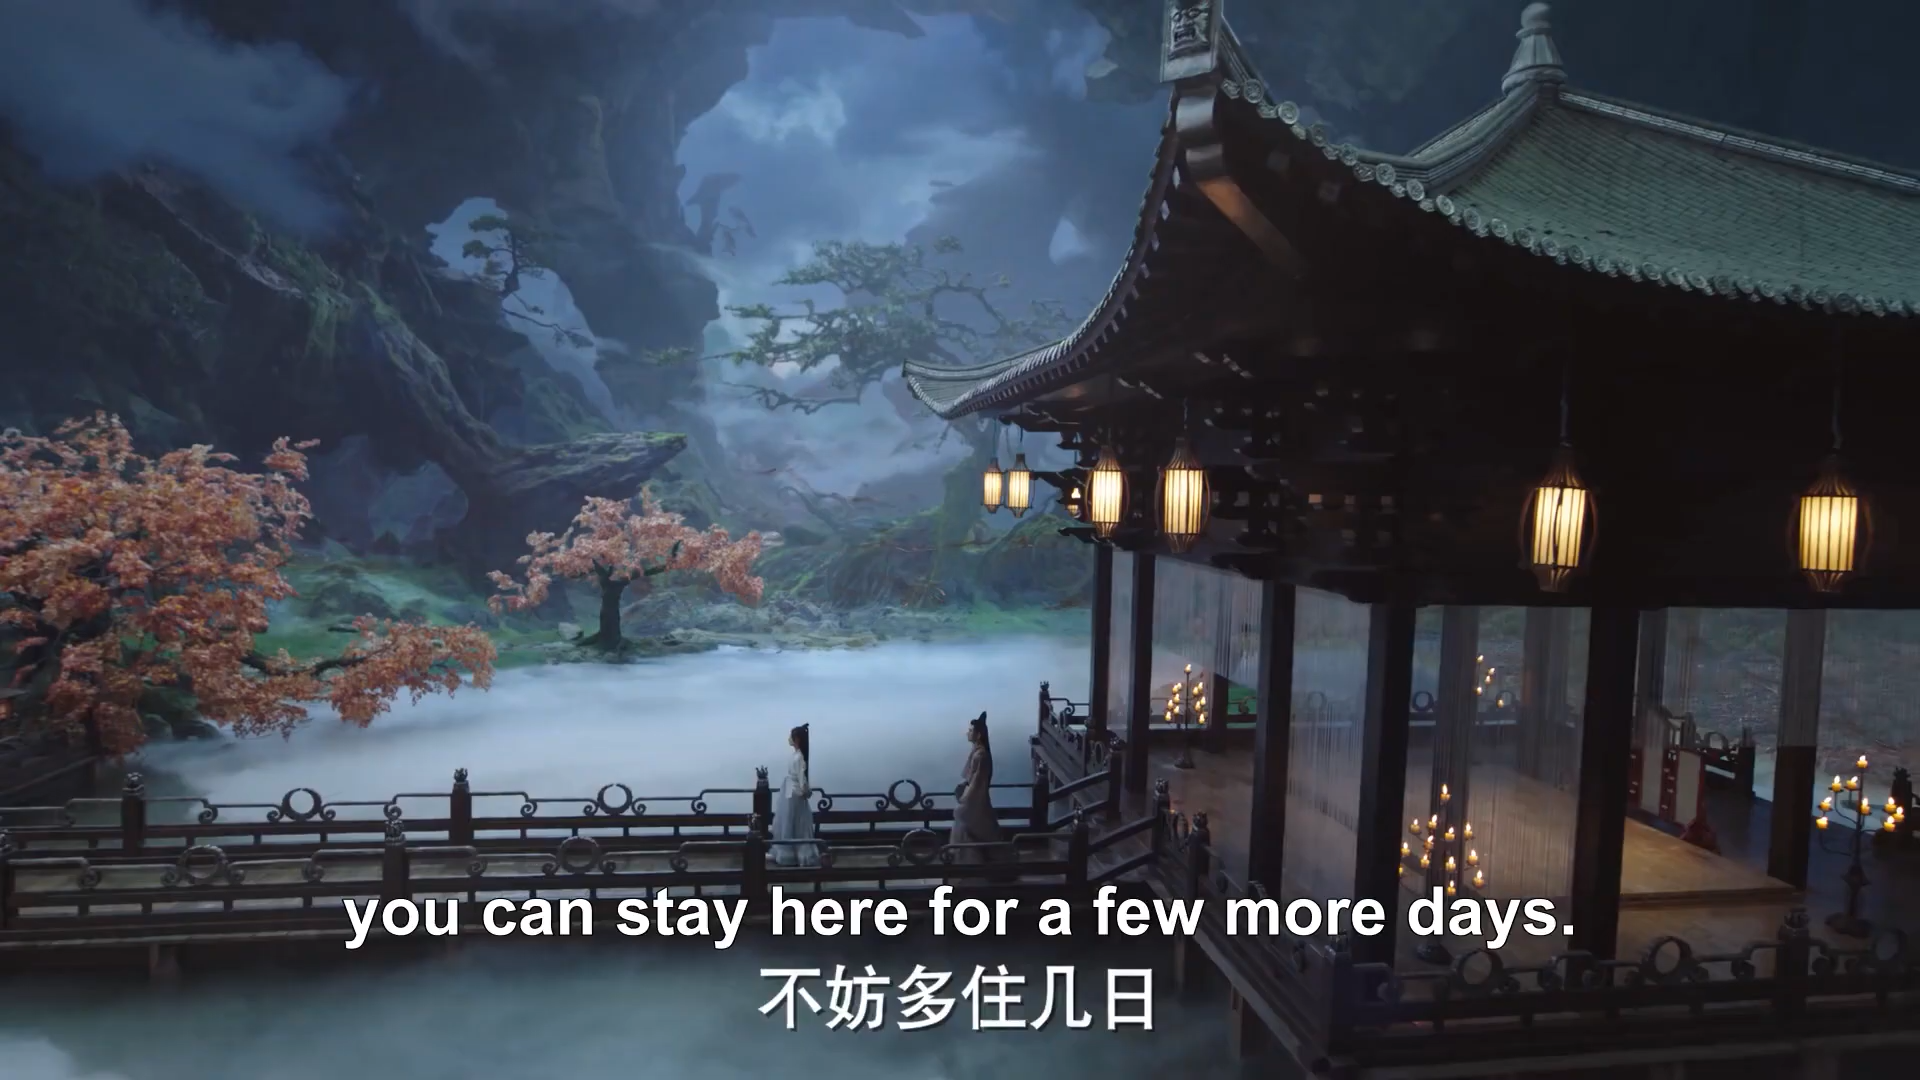 you can stay here for a few more days.
不妨多住几日